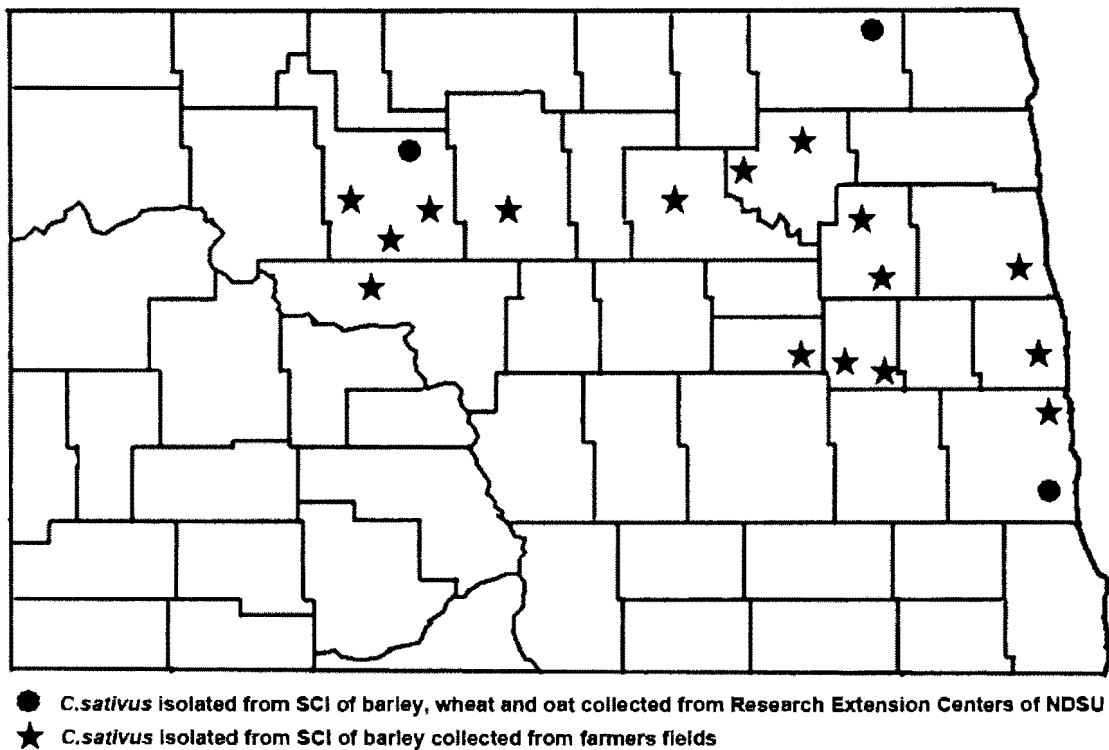 C.sativus isolated from SCI of barley, wheat and oat collected from Research Extension Centers of NDSU
C.sativus isolated from SCI of barley collected from farmers fields